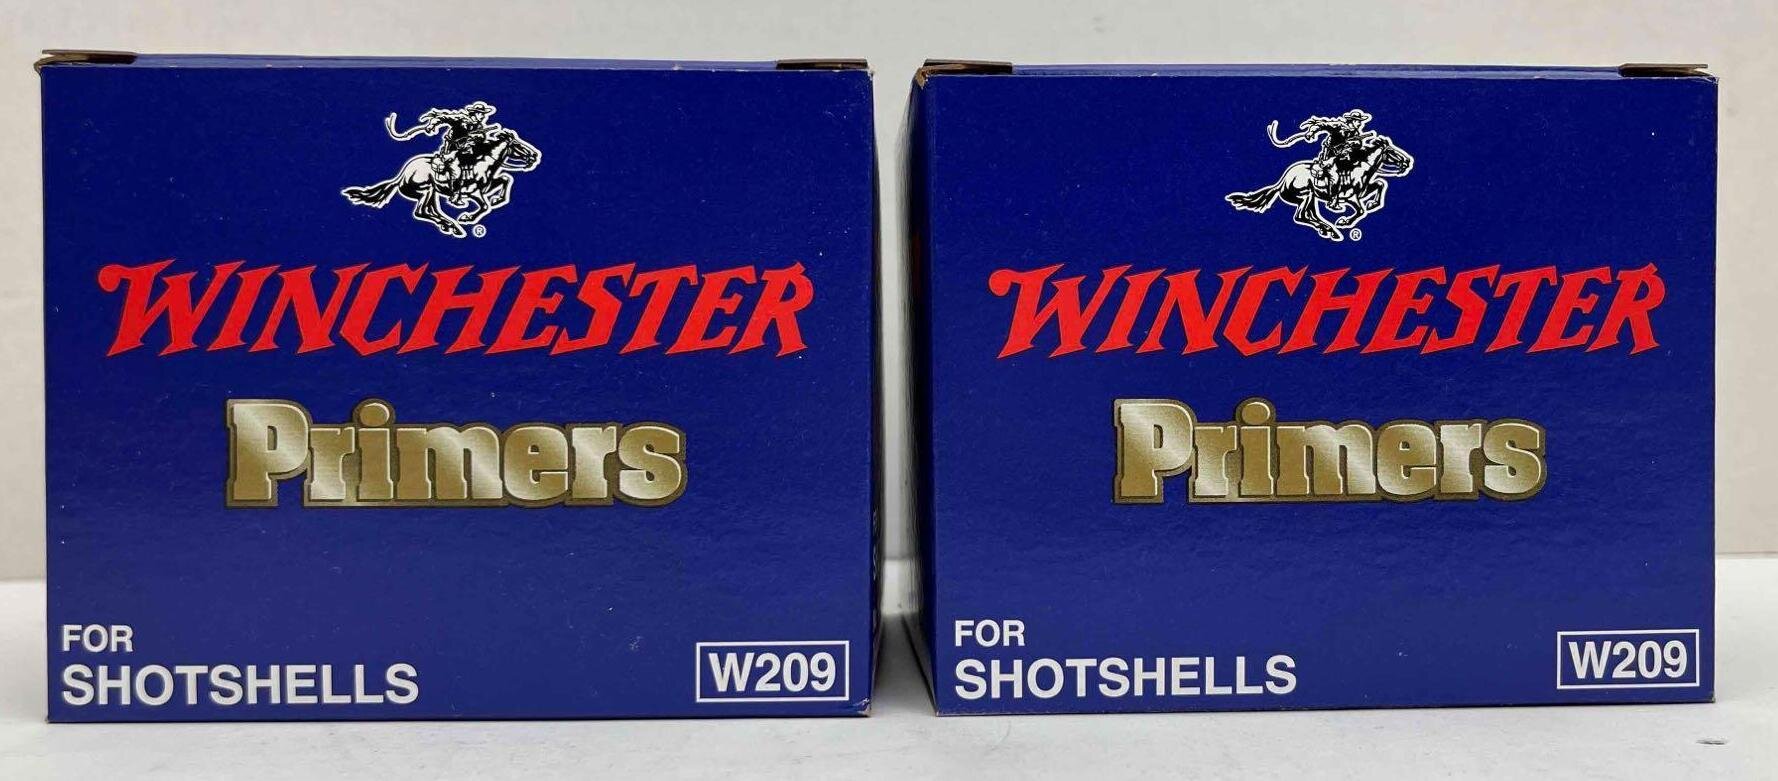 ®
WINCHESTER
Primers
FOR
SHOTSHELLS
W209
®
WINCHESTER
Primers
FOR
SHOTSHELLS
W209